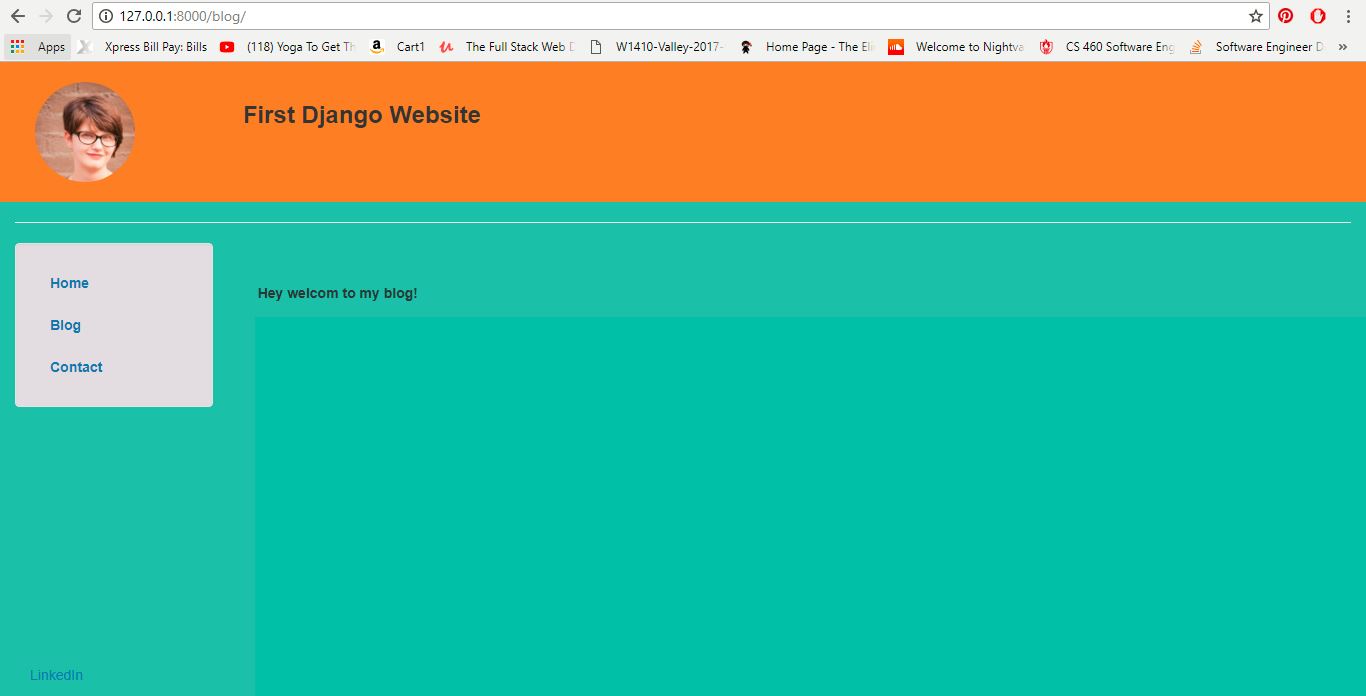 127.0.0.1:8000/blog/
Apps Xpress Bill Pay: Bills (118) Yoga To Get Th Cart1 The Full Stack Web D W1410-Valley-2017- Home Page - The Eli Welcome to Nightva CS 460 Software Eng Software Engineer D »
First Django Website
Home
Hey welcom to my blog!
Blog
Contact
LinkedIn